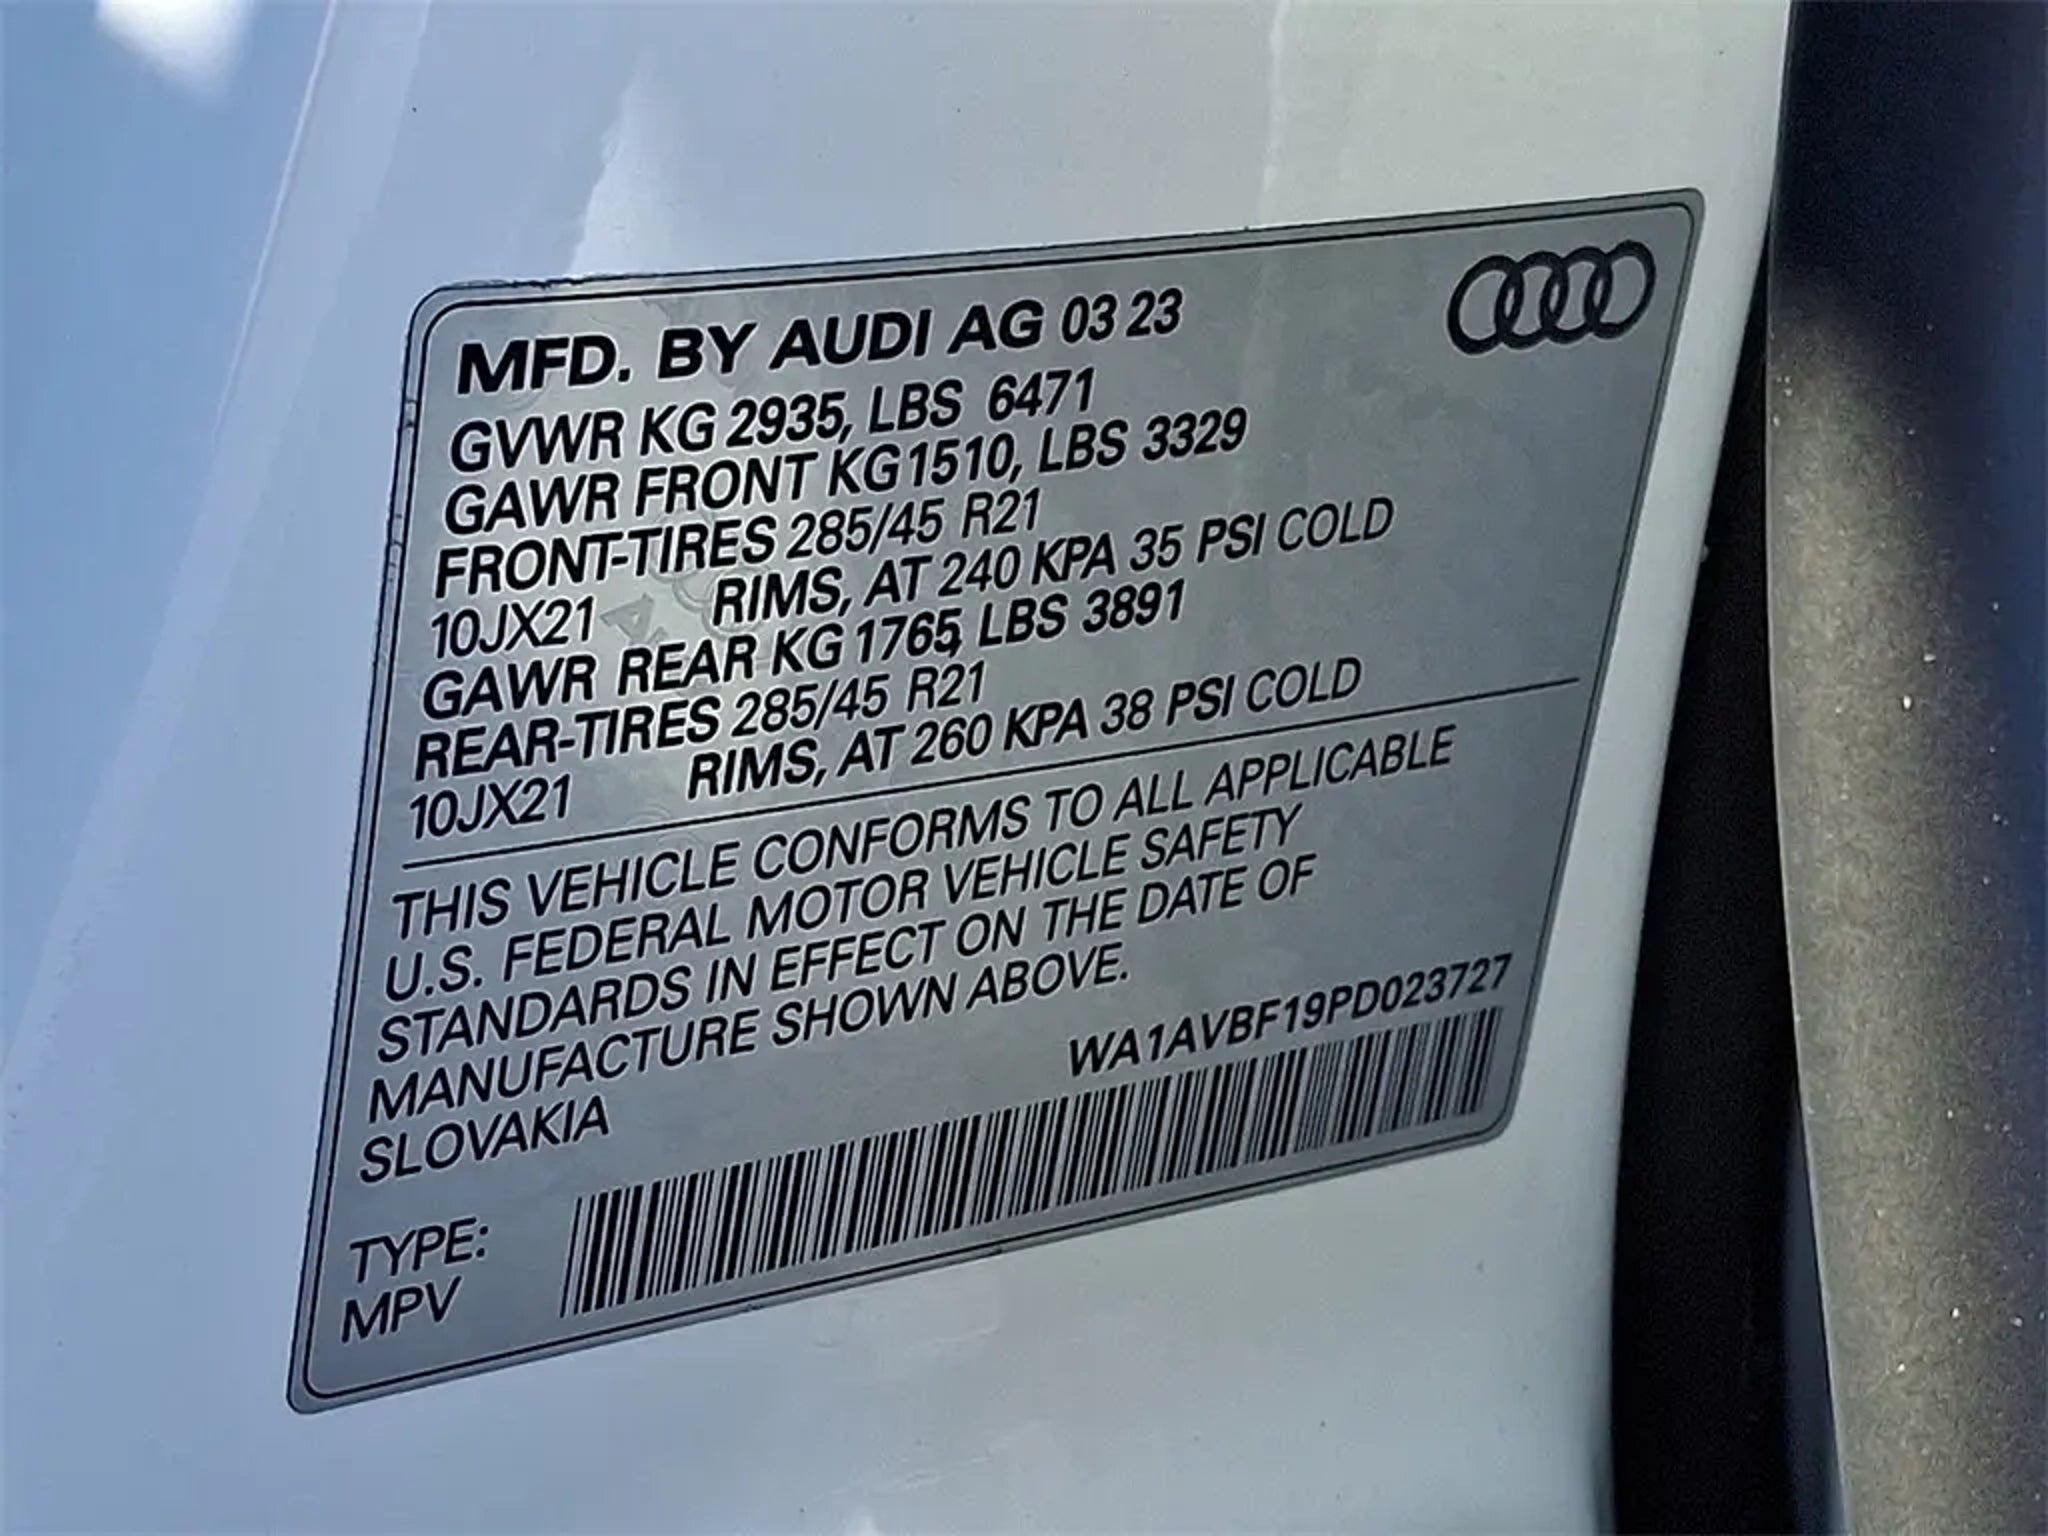 MFD. BY AUDI AG 03 23
GVWR KG 2935, LBS 6471
GAWR FRONT KG 1510, LBS 3329
FRONT-TIRES 285/45 R21
10JX21 RIMS, AT 240 KPA 35 PSI COLD
GAWR REAR KG 1765, LBS 3891
REAR-TIRES 285/45 R21
10JX21 RIMS, AT 260 KPA 38 PSI COLD
THIS VEHICLE CONFORMS TO ALL APPLICABLE
U.S. FEDERAL MOTOR VEHICLE SAFETY
STANDARDS IN EFFECT ON THE DATE OF
MANUFACTURE SHOWN ABOVE.
SLOVAKIA
WA1AVBF19PD023727
TYPE:
MPV